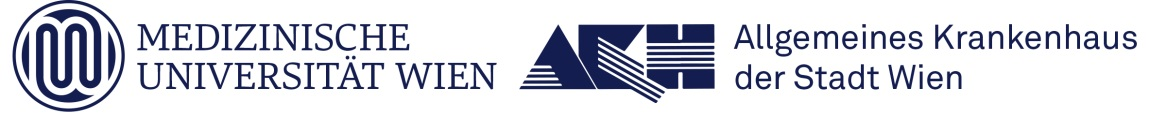 MEDIZINISCHE
UNIVERSITÄT WIEN
AKH
Allgemeines Krankenhaus
der Stadt Wien